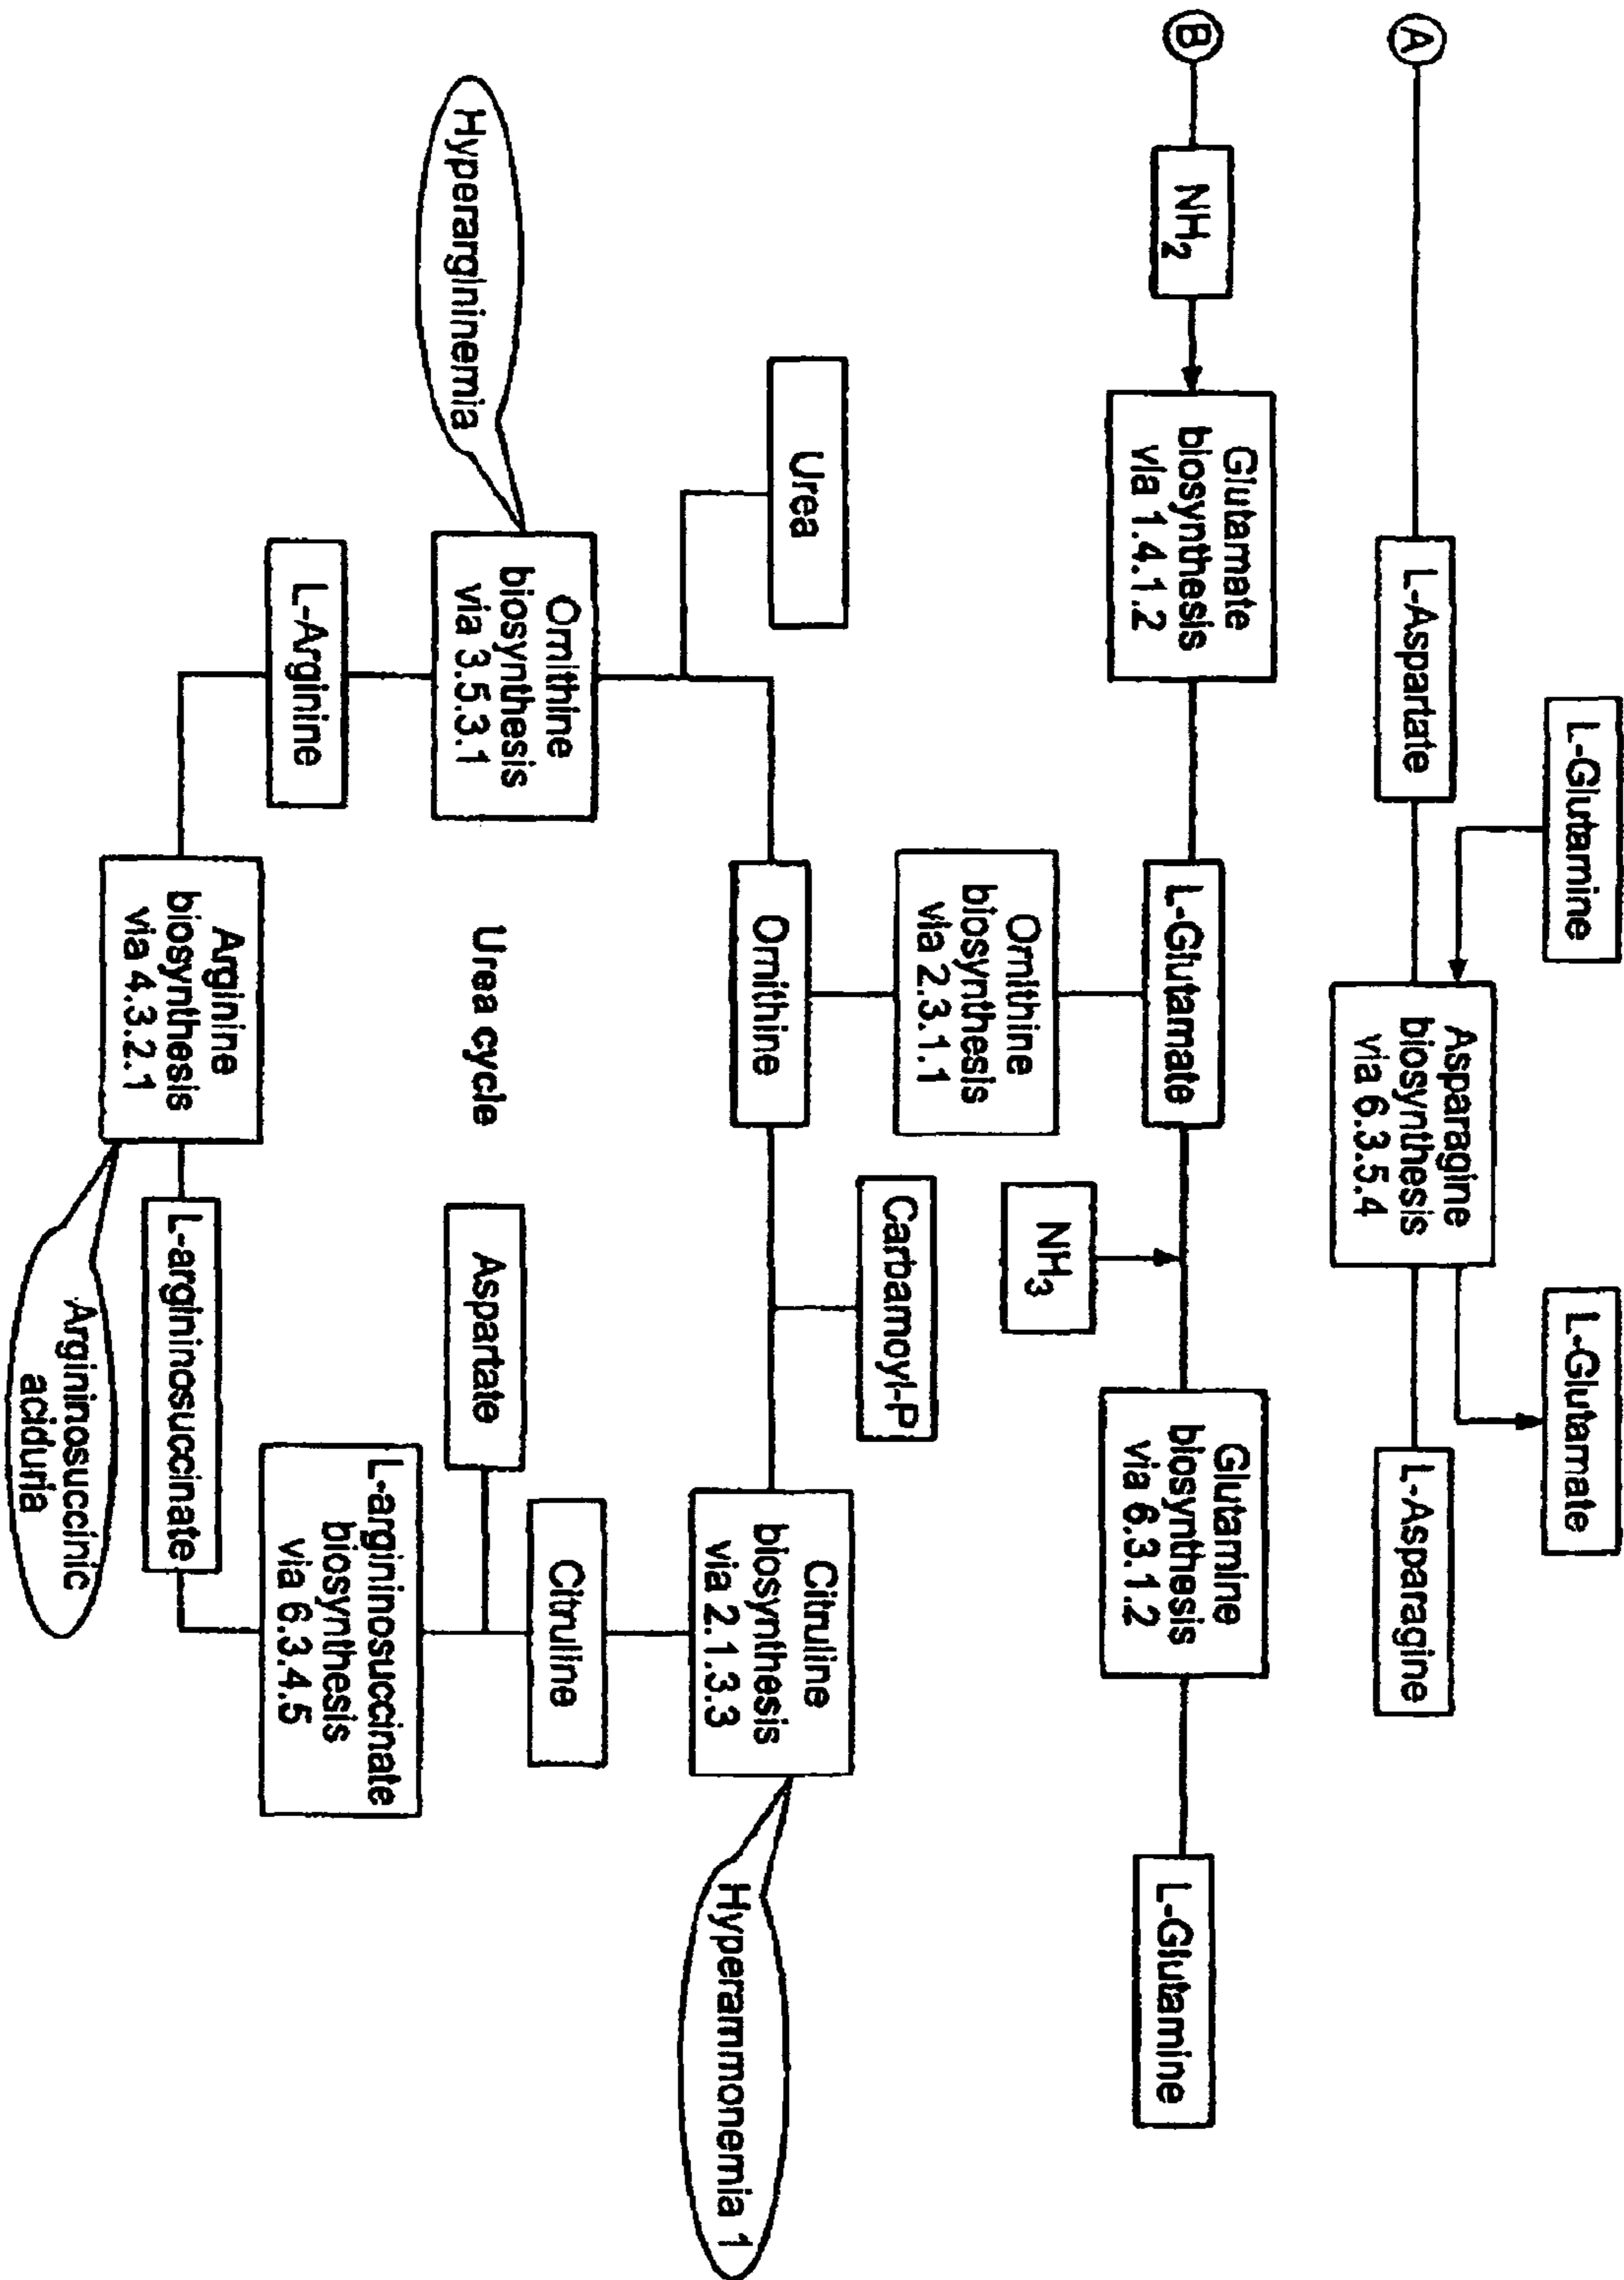 A
L-Aspartate
L-Glutamine
Asparagine
biosynthesis
via 6.3.5.4
L-Glutamate
L-Asparagine
B
NH2
Glutamate
biosynthesis
via 1.4.1.2
L-Glutamate
NH3
Glutamine
biosynthesis
via 6.3.1.2
L-Glutamine
Ornithine
biosynthesis
via 2.3.1.1
Urea
Ornithine
Carbamoyl-P
Citruline
biosynthesis
via 2.1.3.3
Hyperammonemia 1
Hyperargininemia
Ornithine
biosynthesis
via 3.5.3.1
Urea cycle
Aspartate
Citruline
L-Arginine
L-argininosuccinate
biosynthesis
via 6.3.4.5
Arginine
biosynthesis
via 4.3.2.1
L-argininosuccinate
Argininosuccinic
aciduria